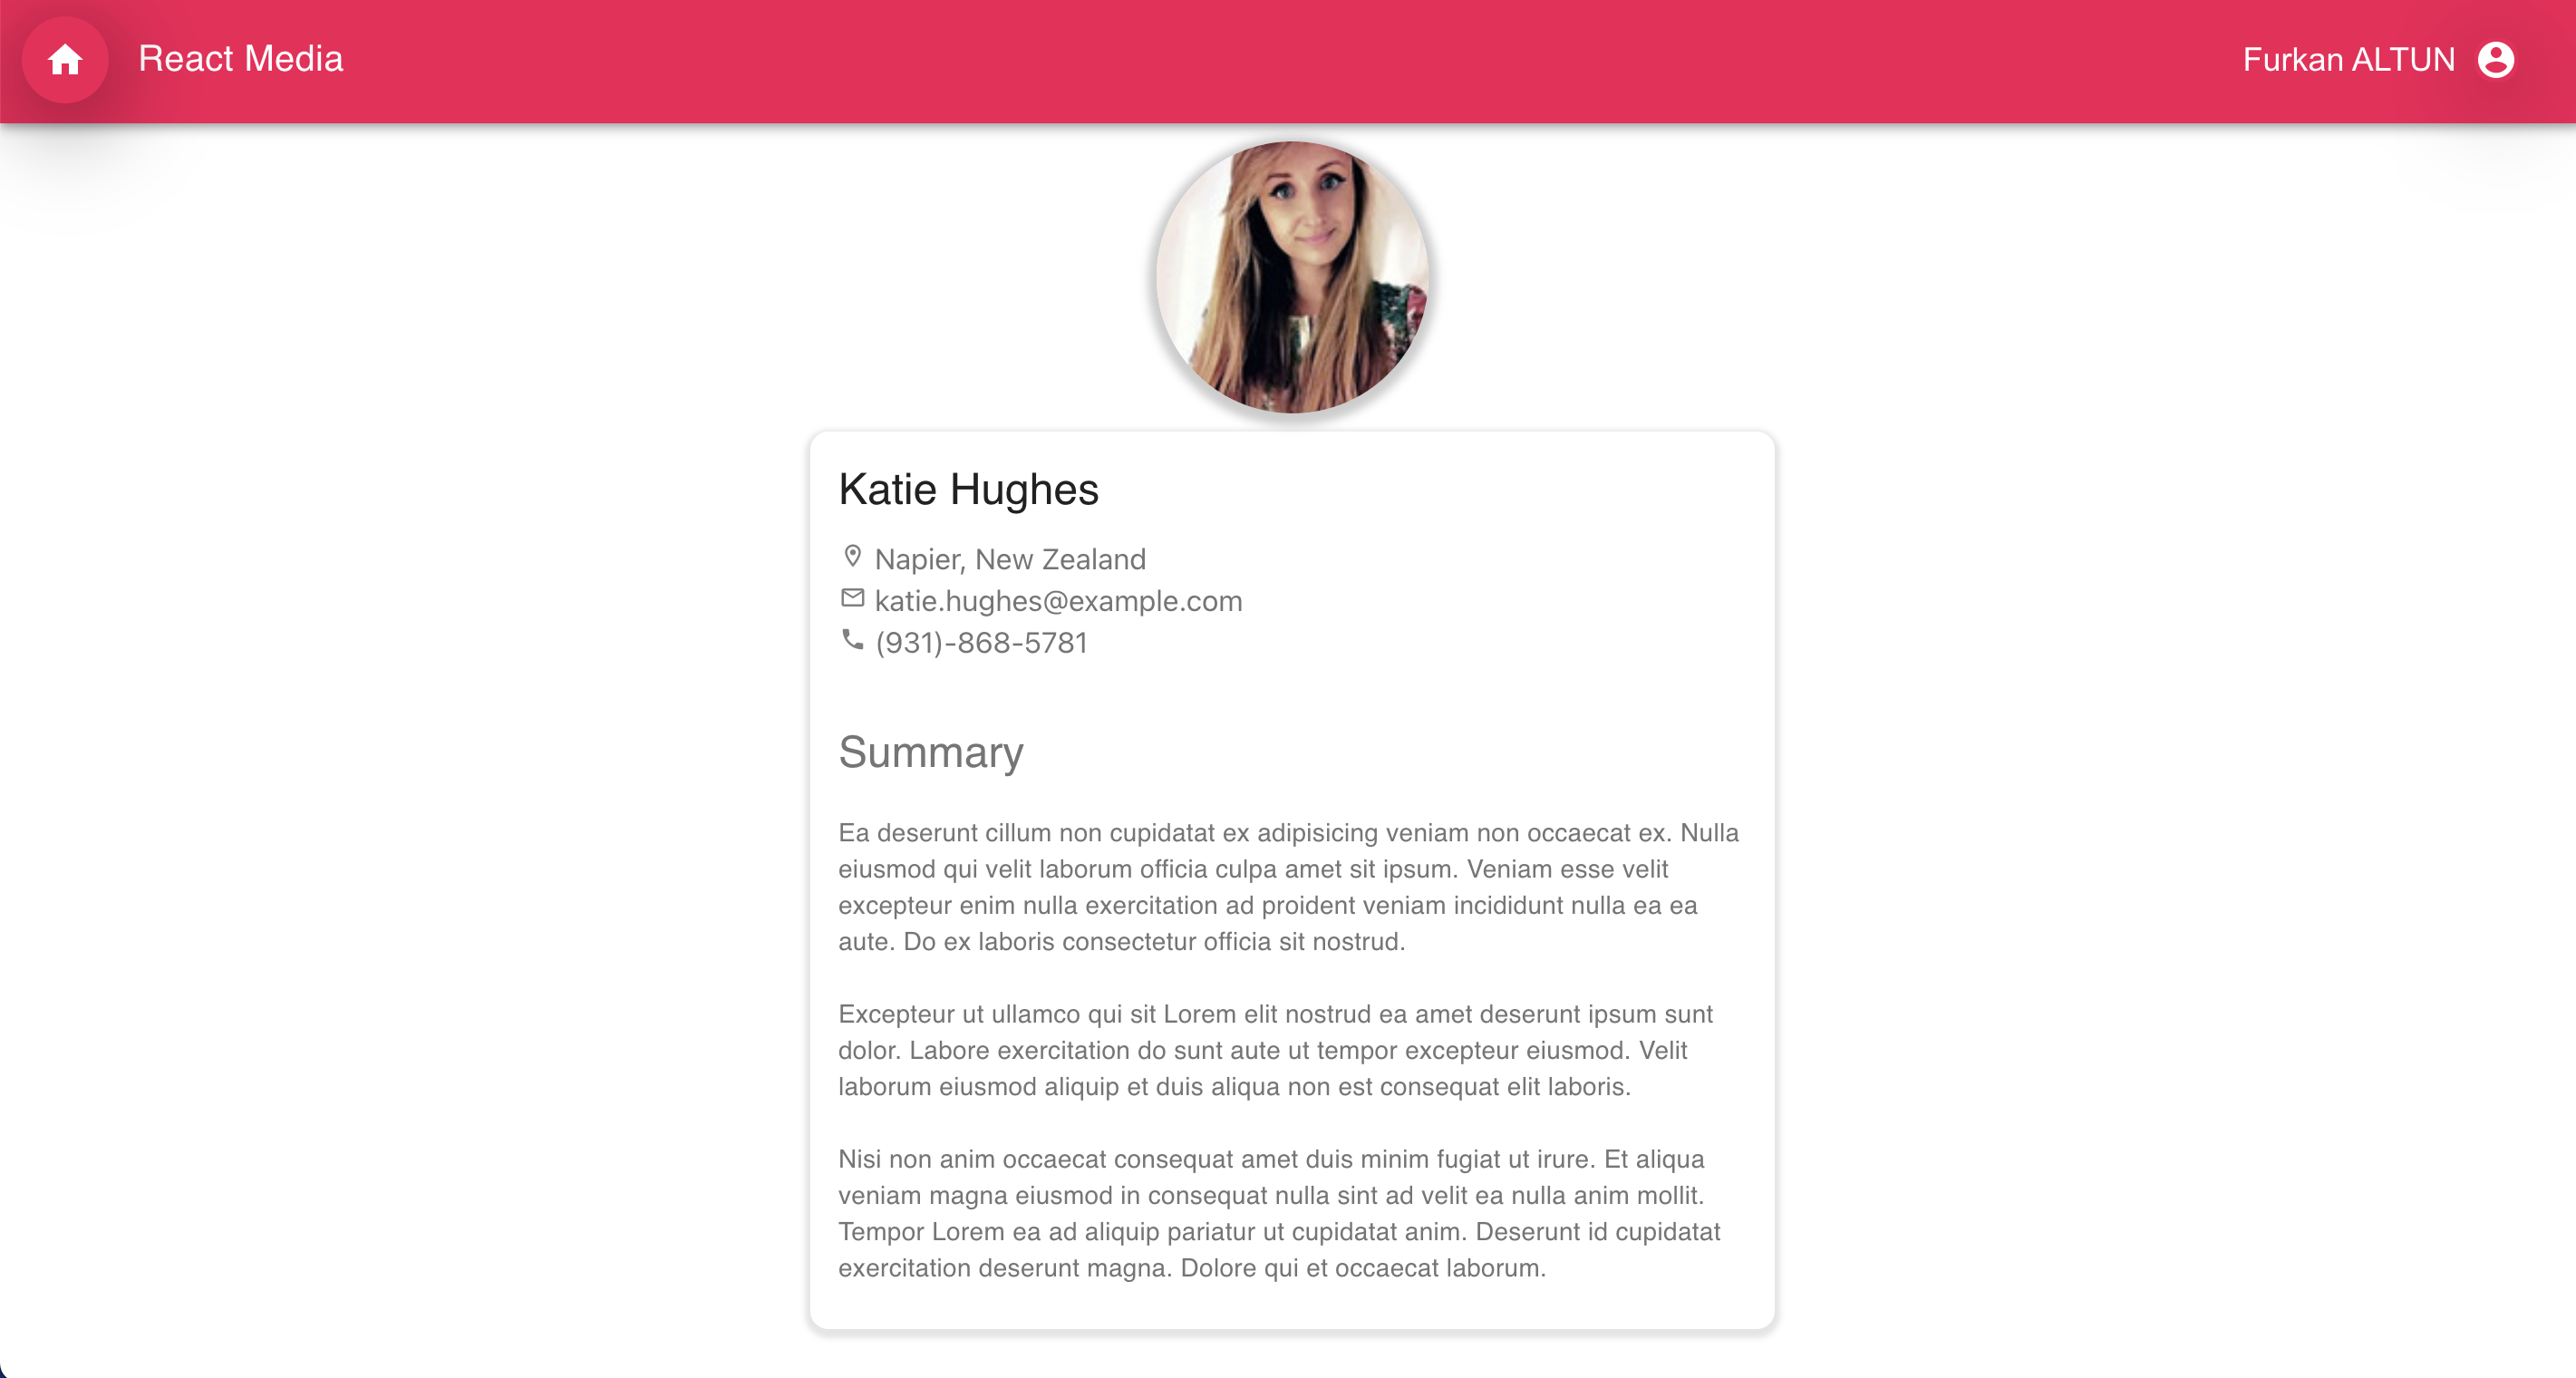 React Media
Furkan ALTUN
Katie Hughes
Napier, New Zealand
katie.hughes@example.com
(931)-868-5781
Summary
Ea deserunt cillum non cupidatat ex adipisicing veniam non occaecat ex. Nulla
eiusmod qui velit laborum officia culpa amet sit ipsum. Veniam esse velit
excepteur enim nulla exercitation ad proident veniam incididunt nulla ea ea
aute. Do ex laboris consectetur officia sit nostrud.
Excepteur ut ullamco qui sit Lorem elit nostrud ea amet deserunt ipsum sunt
dolor. Labore exercitation do sunt aute ut tempor excepteur eiusmod. Velit
laborum eiusmod aliquip et duis aliqua non est consequat elit laboris.
Nisi non anim occaecat consequat amet duis minim fugiat ut irure. Et aliqua
veniam magna eiusmod in consequat nulla sint ad velit ea nulla anim mollit.
Tempor Lorem ea ad aliquip pariatur ut cupidatat anim. Deserunt id cupidatat
exercitation deserunt magna. Dolore qui et occaecat laborum.